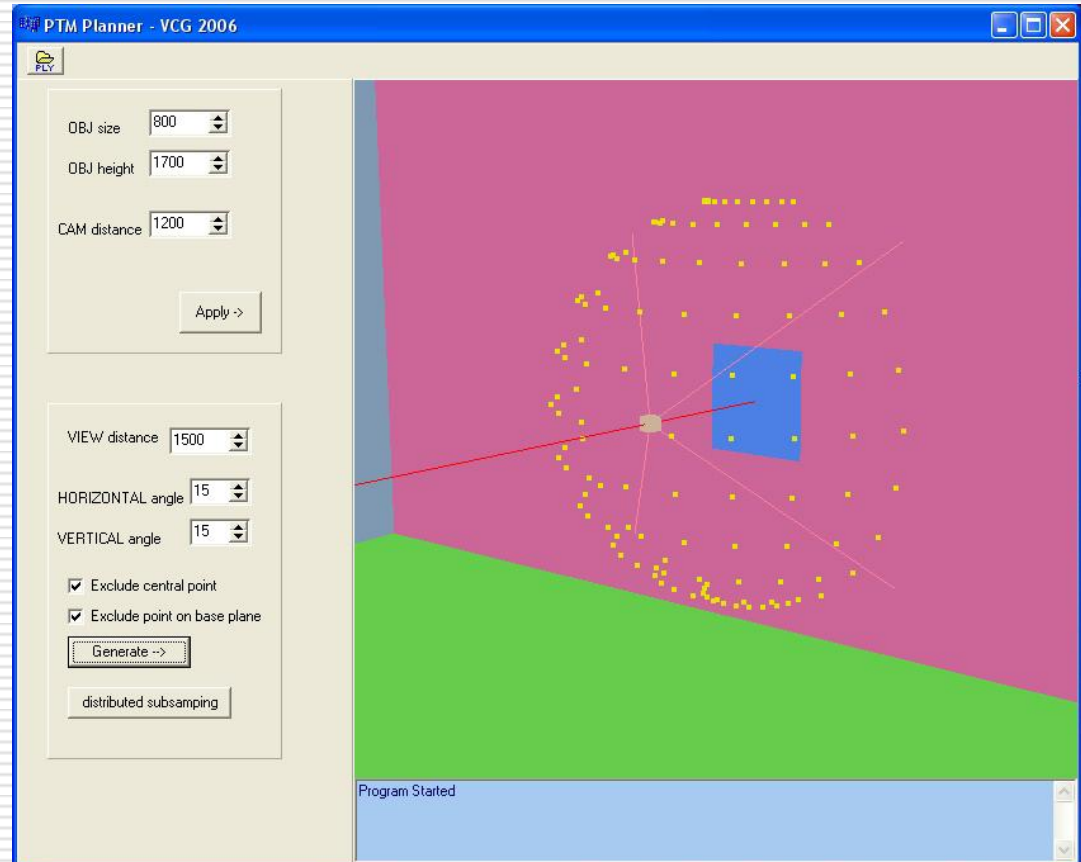 PTM Planner - VCG 2006
PLY
OBJ size 800
OBJ height 1700
CAM distance 1200
Apply ->
VIEW distance 1500
HORIZONTAL angle 15
VERTICAL angle 15
Exclude central point
Exclude point on base plane
Generate -->
distributed subsamping
Program Started